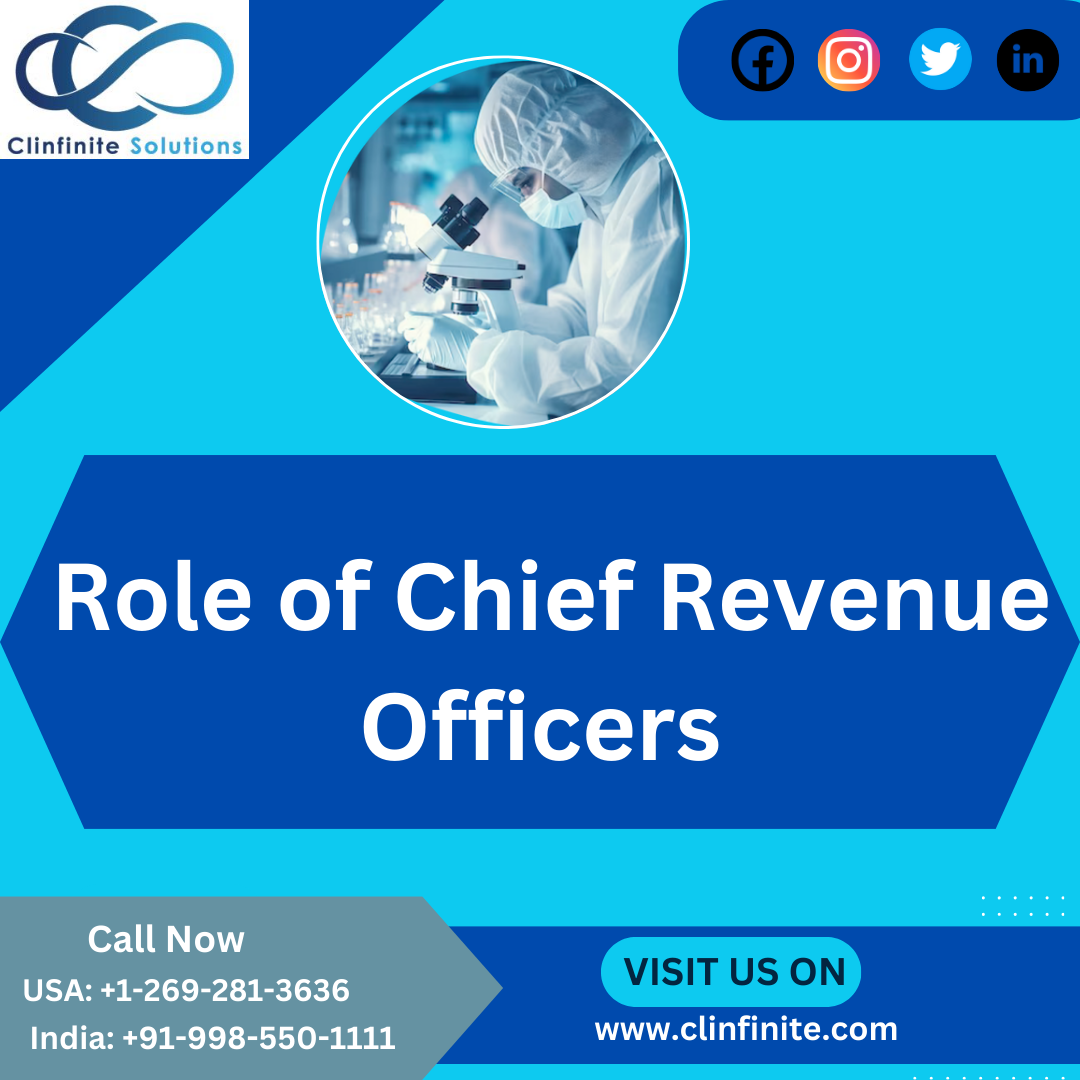 Clinfinite Solutions
Role of Chief Revenue
Officers
Call Now
USA: +1-269-281-3636
India: +91-998-550-1111
VISIT US ON
www.clinfinite.com